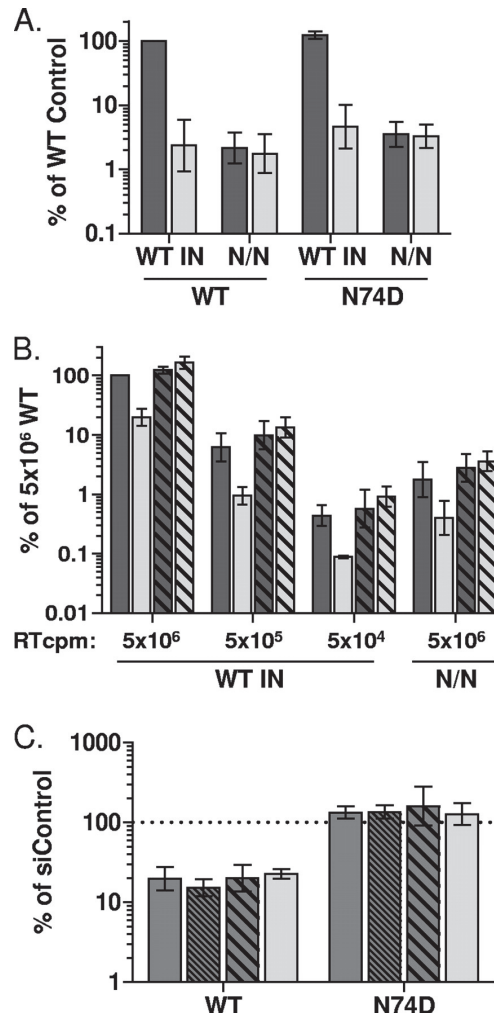 A.
% of WT Control
100
10
1
0.1
WT IN N/N WT IN N/N
WT N74D
B.
% of 5x10⁶ WT
100
10
1
0.1
0.01
RTcpm: 5x10⁶ 5x10⁵ 5x10⁴ 5x10⁶
WT IN N/N
C.
% of siControl
1000
100
10
1
WT N74D